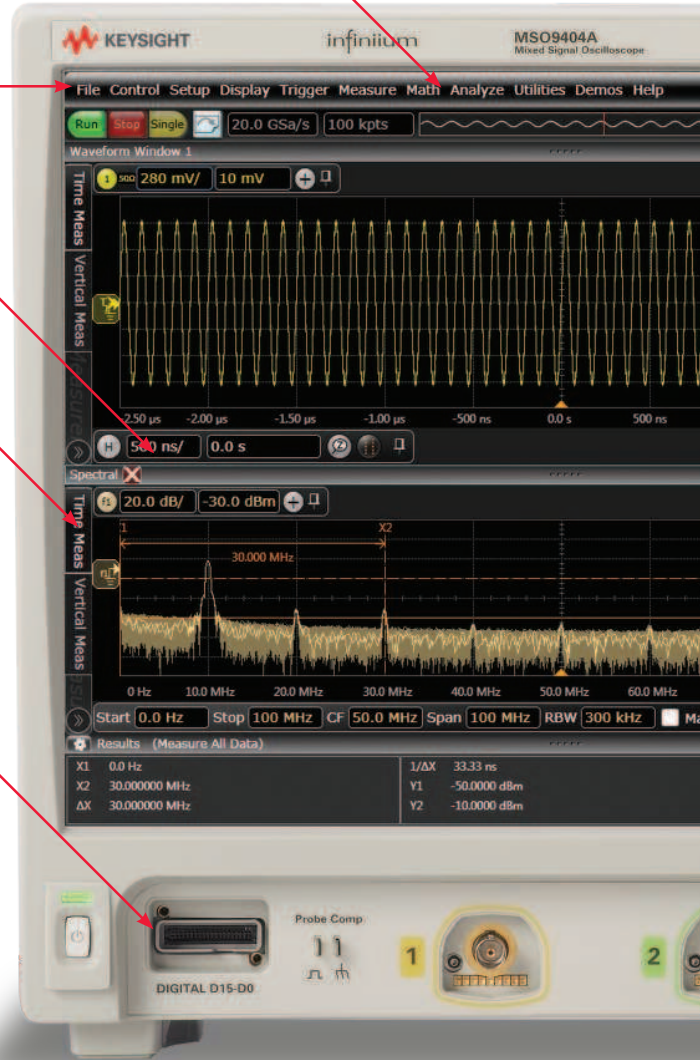 KEYSIGHT infiniium MSO9404A
Mixed Signal Oscilloscope
File Control Setup Display Trigger Measure Math Analyze Utilities Demos Help
Run Stop Single 20.0 GSa/s 100 kpts
Waveform Window 1
Time Meas
Vertical Meas
1 50Ω 280 mV/ 10 mV
-2.00 µs -1.50 µs -1.00 µs -500 ns 0.0 s 500 ns
H 500 ns/ 0.0 s Z
Spectral
Time Meas
Vertical Meas
f1 20.0 dB/ -30.0 dBm
X2
30.000 MHz
0 Hz 10.0 MHz 20.0 MHz 30.0 MHz 40.0 MHz 50.0 MHz 60.0 MHz
Start 0.0 Hz Stop 100 MHz CF 50.0 MHz Span 100 MHz RBW 300 kHz
Results (Measure All Data)
X1 0.0 Hz 1/ΔX 33.33 ns
X2 30.000000 MHz Y1 -50.0000 dBm
ΔX 30.000000 MHz Y2 -10.0000 dBm
Probe Comp
1
2
DIGITAL D15-D0